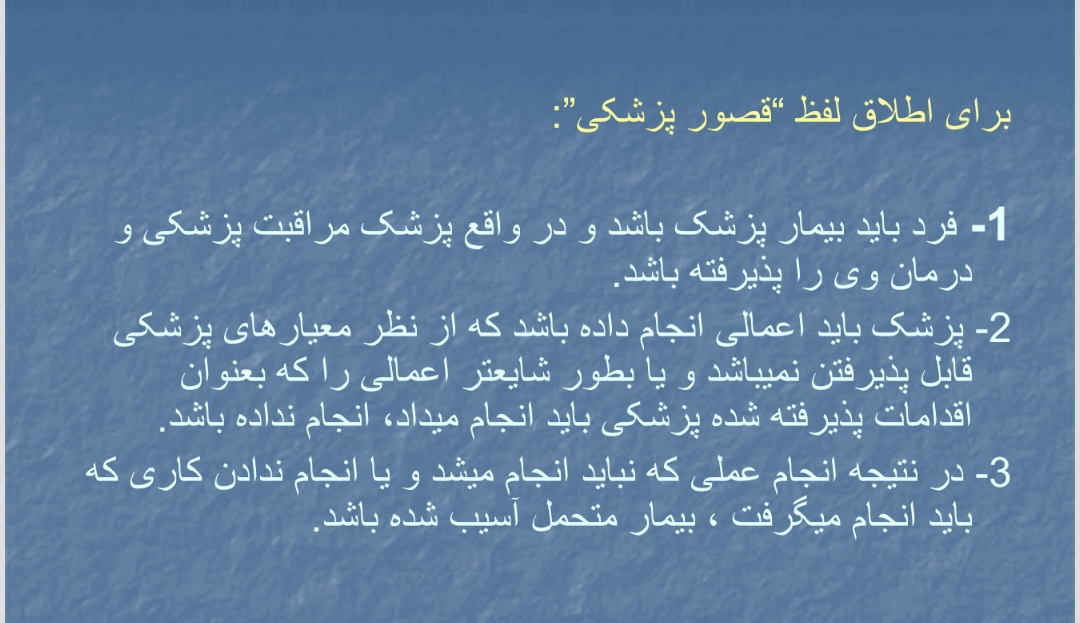 برای اطلاق لفظ “قصور پزشکی”:
1- فرد باید بیمار پزشک باشد و در واقع پزشک مراقبت پزشکی و
درمان وی را پذیرفته باشد.
2- پزشک باید اعمالی انجام داده باشد که از نظر معیارهای پزشکی
قابل پذیرفتن نمیباشد و یا بطور شایعتر اعمالی را که بعنوان
اقدامات پذیرفته شده پزشکی باید انجام میداد، انجام نداده باشد.
3- در نتیجه انجام عملی که نباید انجام میشد و یا انجام ندادن کاری که
باید انجام میگرفت ، بیمار متحمل آسیب شده باشد.